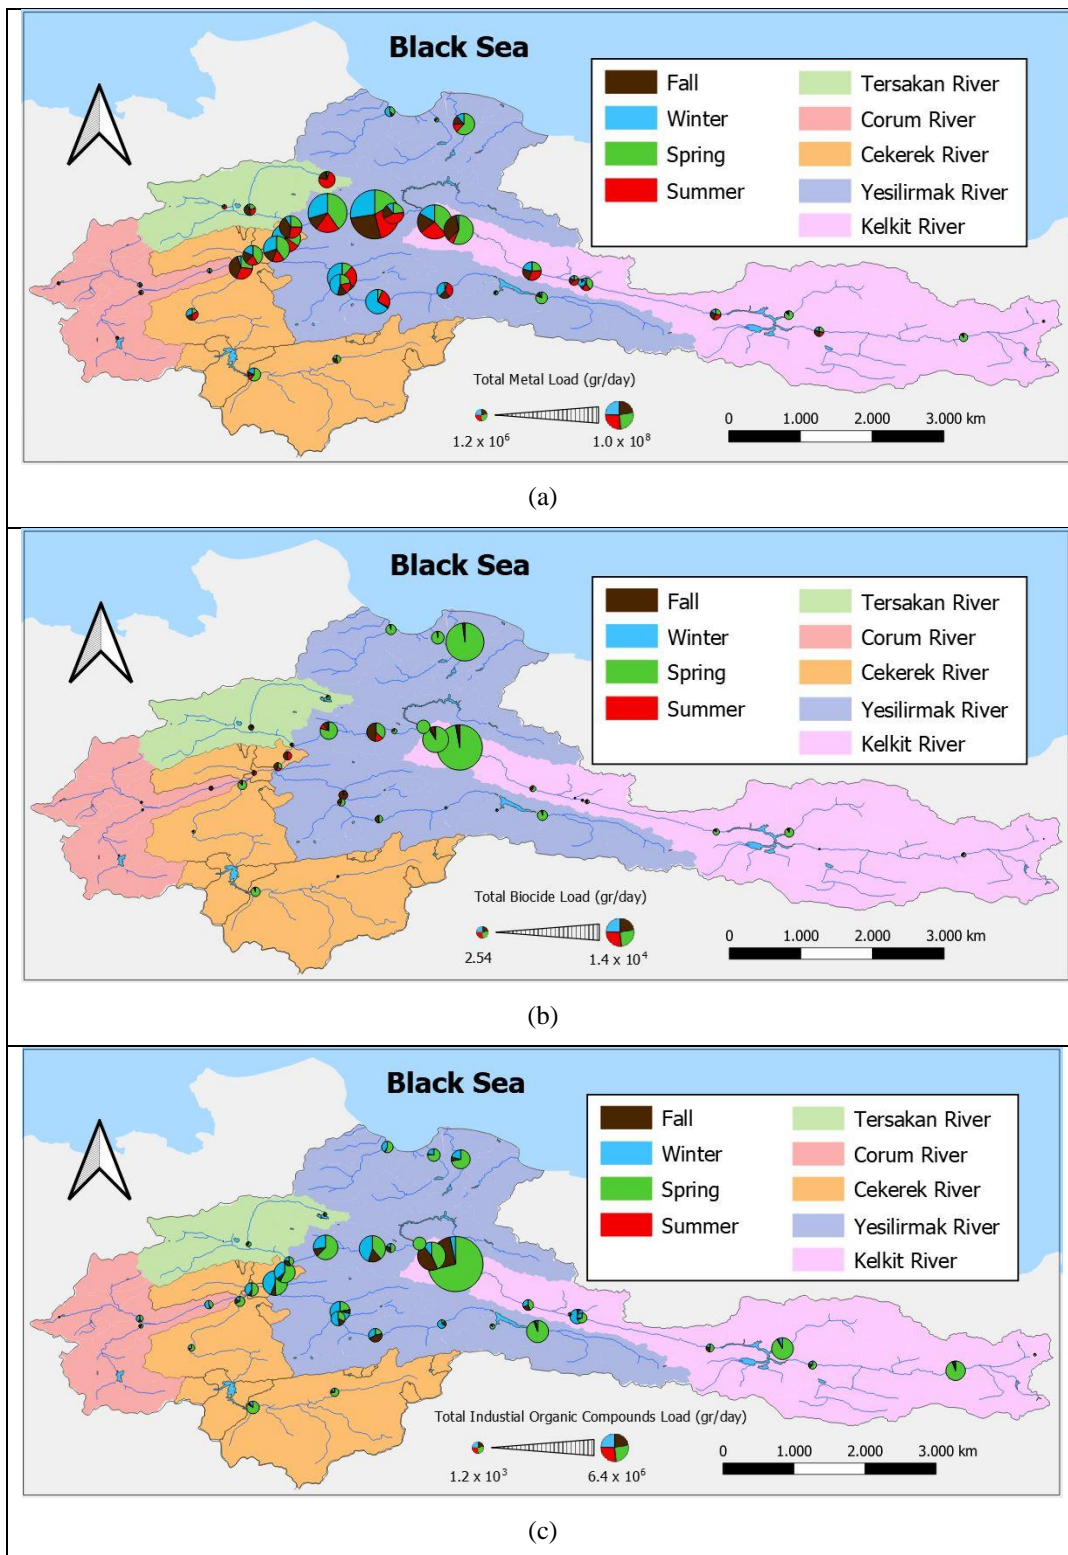 Black Sea
Fall
Winter
Spring
Summer
Tersakan River
Corum River
Cekerek River
Yesilirmak River
Kelkit River
Total Metal Load (gr/day)
1.2 x 10⁶
1.0 x 10⁸
0 1.000 2.000 3.000 km
(a)
Black Sea
Fall
Winter
Spring
Summer
Tersakan River
Corum River
Cekerek River
Yesilirmak River
Kelkit River
Total Biocide Load (gr/day)
2.54
1.4 x 10⁴
0 1.000 2.000 3.000 km
(b)
Black Sea
Fall
Winter
Spring
Summer
Tersakan River
Corum River
Cekerek River
Yesilirmak River
Kelkit River
Total Industial Organic Compounds Load (gr/day)
1.2 x 10³
6.4 x 10⁶
0 1.000 2.000 3.000 km
(c)